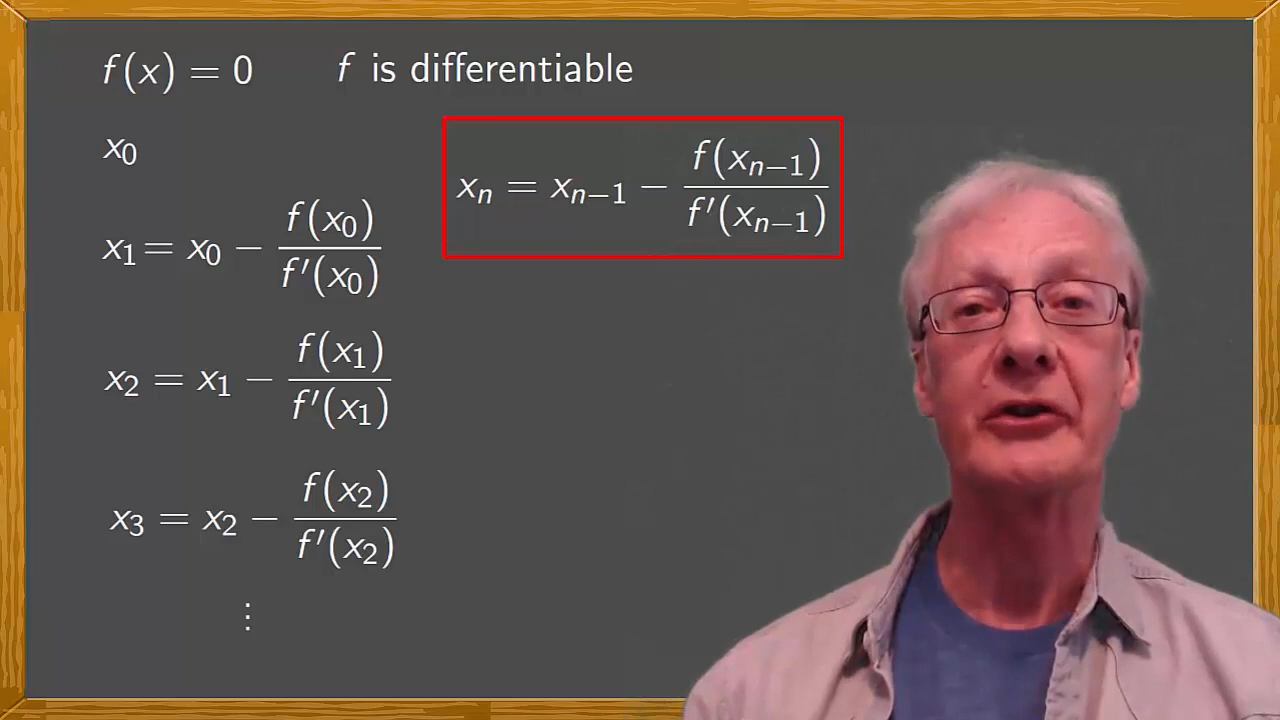 f(x) = 0 f is differentiable
x₀
xₙ = xₙ₋₁ − f(xₙ₋₁) / f′(xₙ₋₁)
x₁ = x₀ − f(x₀) / f′(x₀)
x₂ = x₁ − f(x₁) / f′(x₁)
x₃ = x₂ − f(x₂) / f′(x₂)
⋮